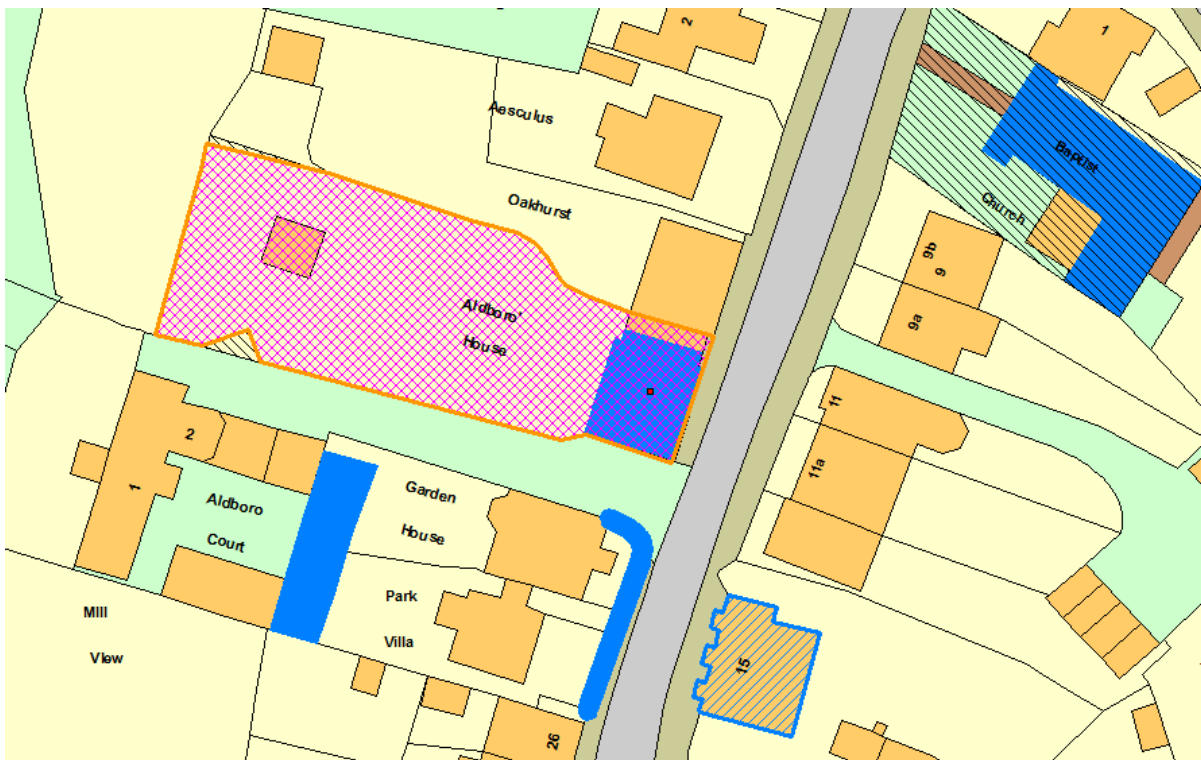 2
1
Aesculus
Baptist
Church
Oakhurst
9b
9
9a
Aldboro'
House
11
11a
2
1
Aldboro
Court
Garden
House
Park
Villa
Mill
View
15
26